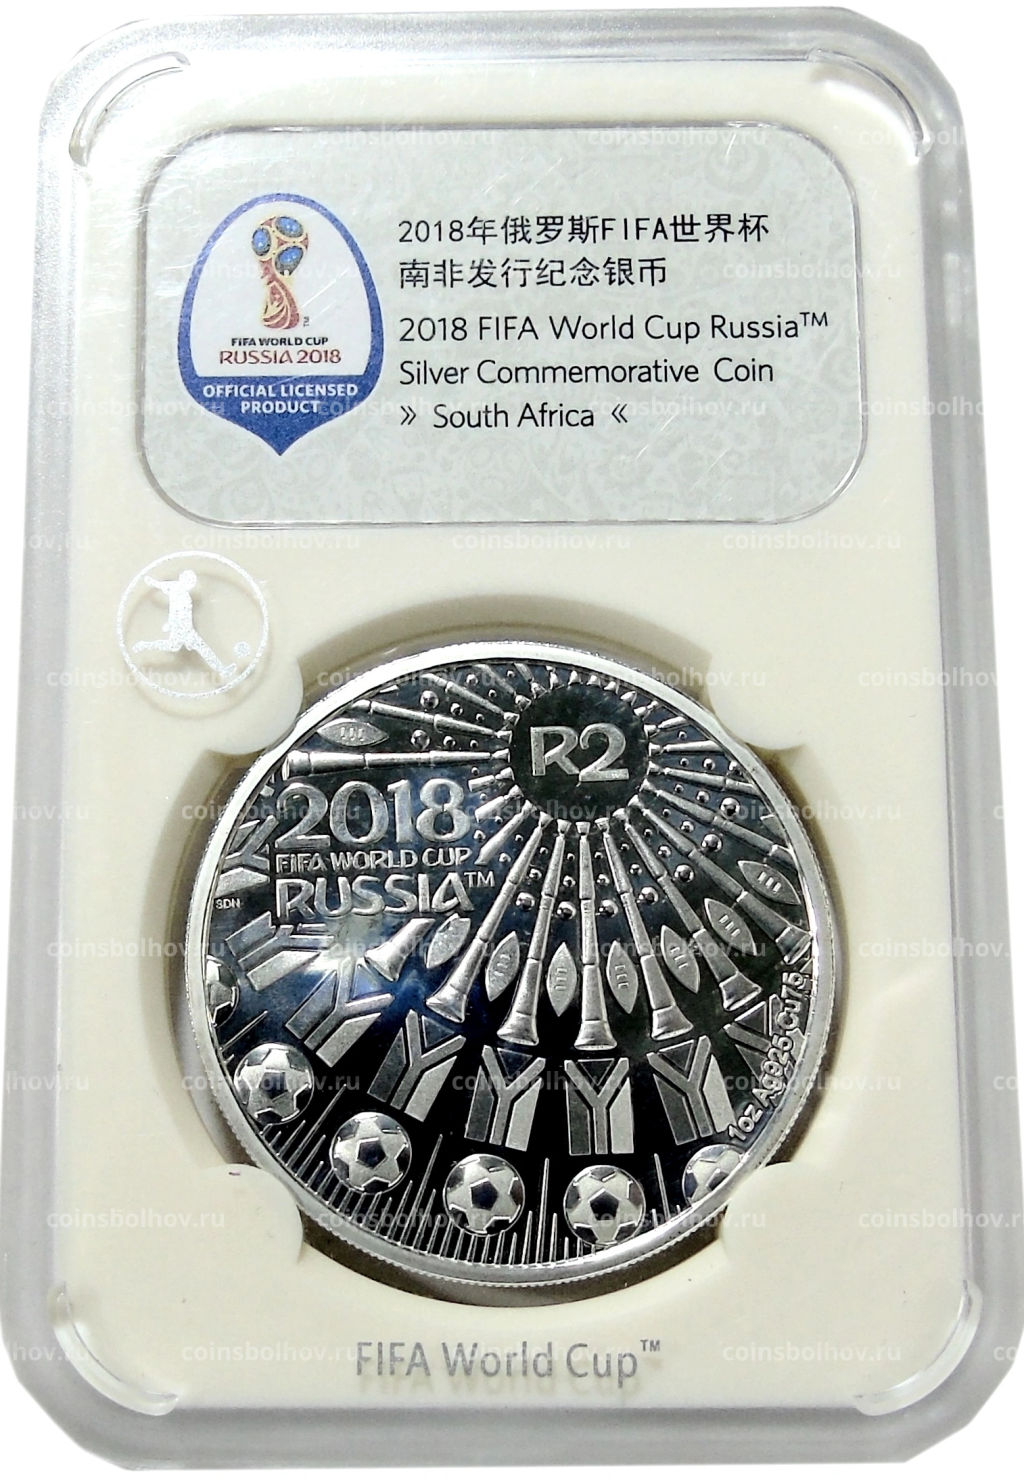 2018年俄罗斯FIFA世界杯
南非发行纪念银币
2018 FIFA World Cup Russia™
Silver Commemorative Coin
» South Africa «
FIFA WORLD CUP
RUSSIA 2018
OFFICIAL LICENSED
PRODUCT
R2
2018
FIFA WORLD CUP
RUSSIA™
SDN
1oz Ag925-Cu75
FIFA World Cup™
coinsbolhov.ru